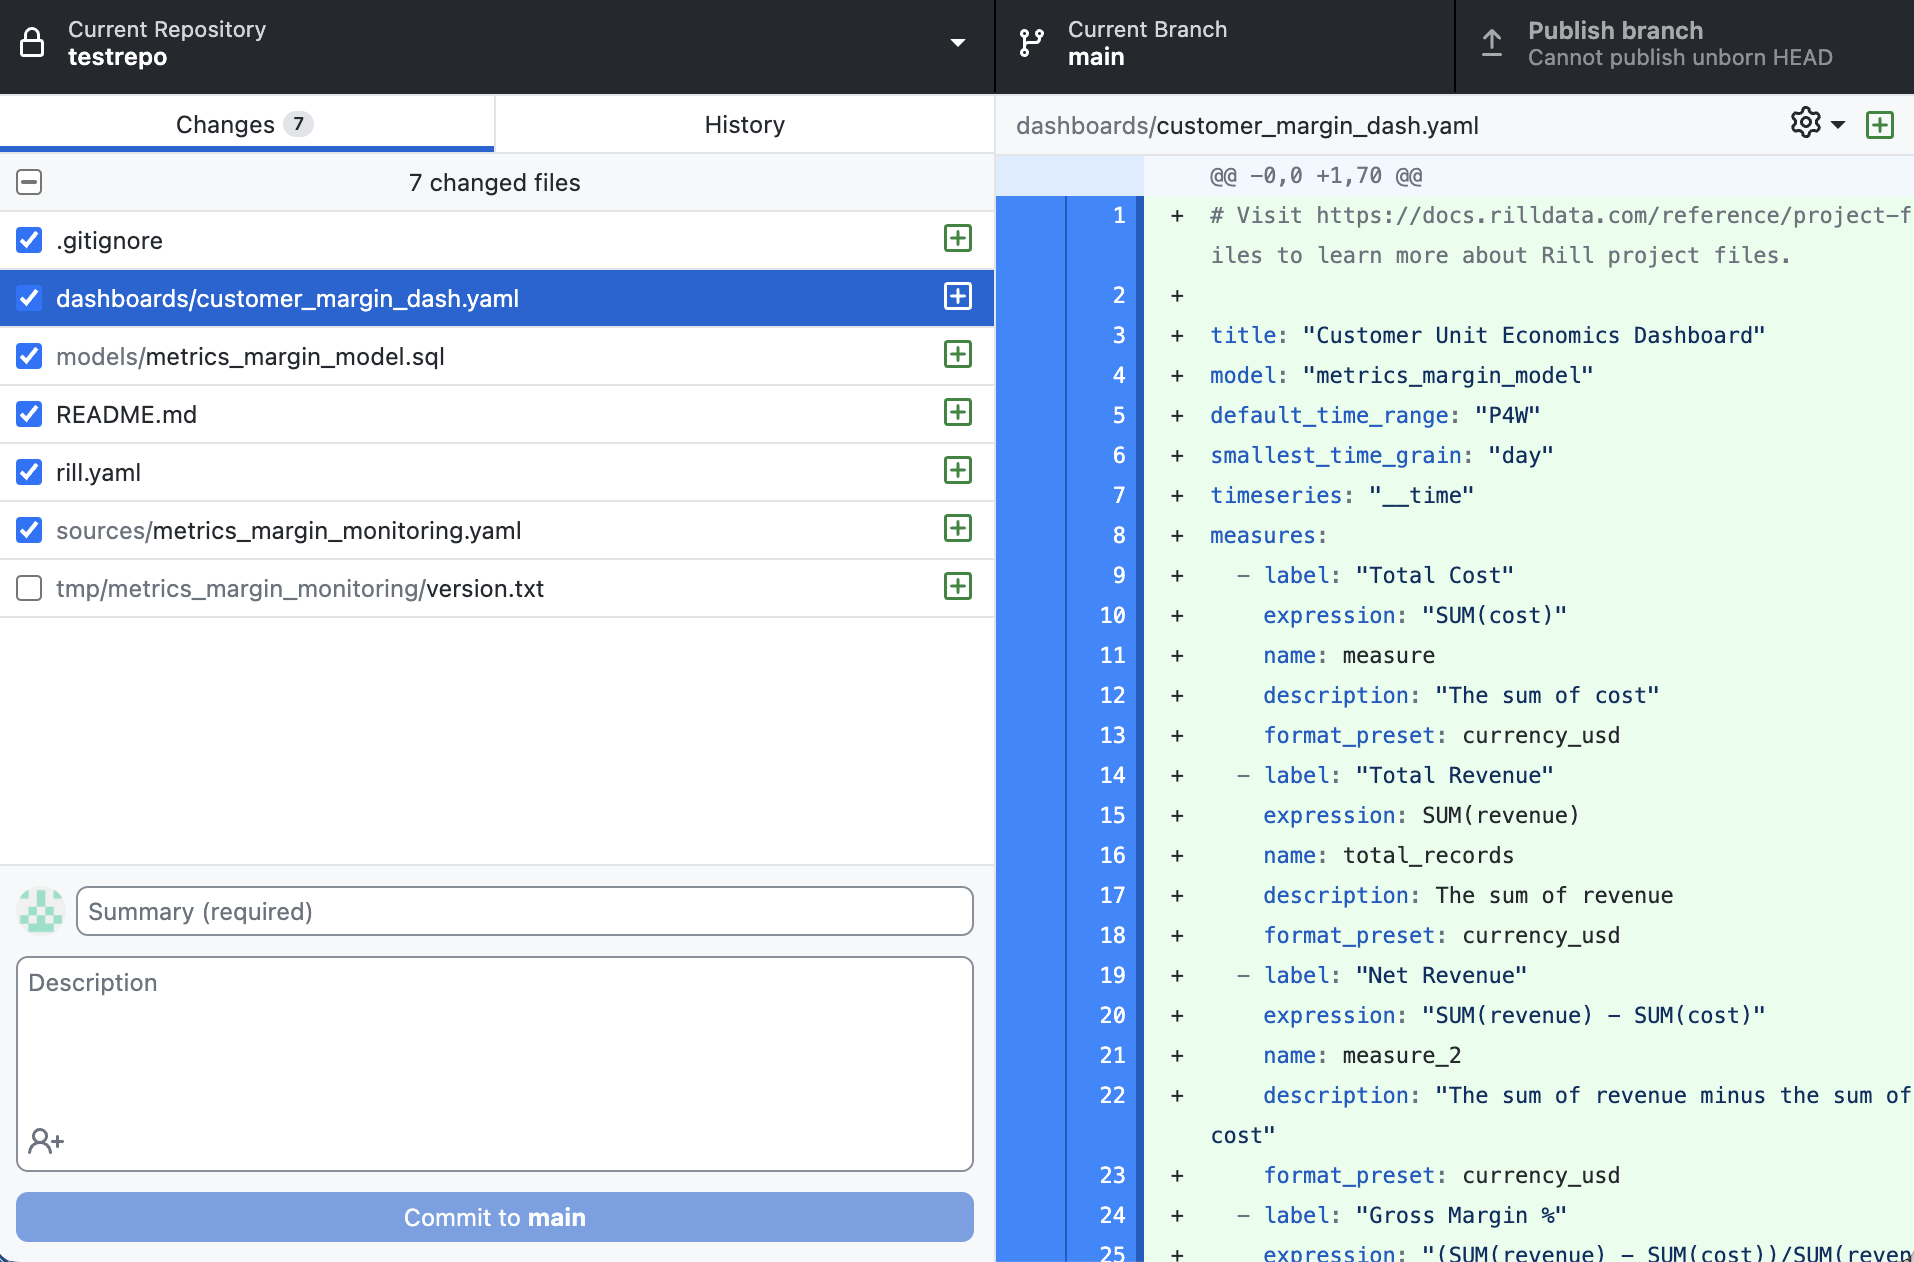 Current Repository
testrepo
Current Branch
main
Publish branch
Cannot publish unborn HEAD
Changes 7
History
7 changed files
.gitignore
dashboards/customer_margin_dash.yaml
models/metrics_margin_model.sql
README.md
rill.yaml
sources/metrics_margin_monitoring.yaml
tmp/metrics_margin_monitoring/version.txt
Summary (required)
Description
Commit to main
dashboards/customer_margin_dash.yaml
@@ -0,0 +1,70 @@
1 + # Visit https://docs.rilldata.com/reference/project-f
iles to learn more about Rill project files.
2 +
3 + title: "Customer Unit Economics Dashboard"
4 + model: "metrics_margin_model"
5 + default_time_range: "P4W"
6 + smallest_time_grain: "day"
7 + timeseries: "__time"
8 + measures:
9 + - label: "Total Cost"
10 + expression: "SUM(cost)"
11 + name: measure
12 + description: "The sum of cost"
13 + format_preset: currency_usd
14 + - label: "Total Revenue"
15 + expression: SUM(revenue)
16 + name: total_records
17 + description: The sum of revenue
18 + format_preset: currency_usd
19 + - label: "Net Revenue"
20 + expression: "SUM(revenue) - SUM(cost)"
21 + name: measure_2
22 + description: "The sum of revenue minus the sum of
cost"
23 + format_preset: currency_usd
24 + - label: "Gross Margin %"
25 + expression: "(SUM(revenue) - SUM(cost))/SUM(reven